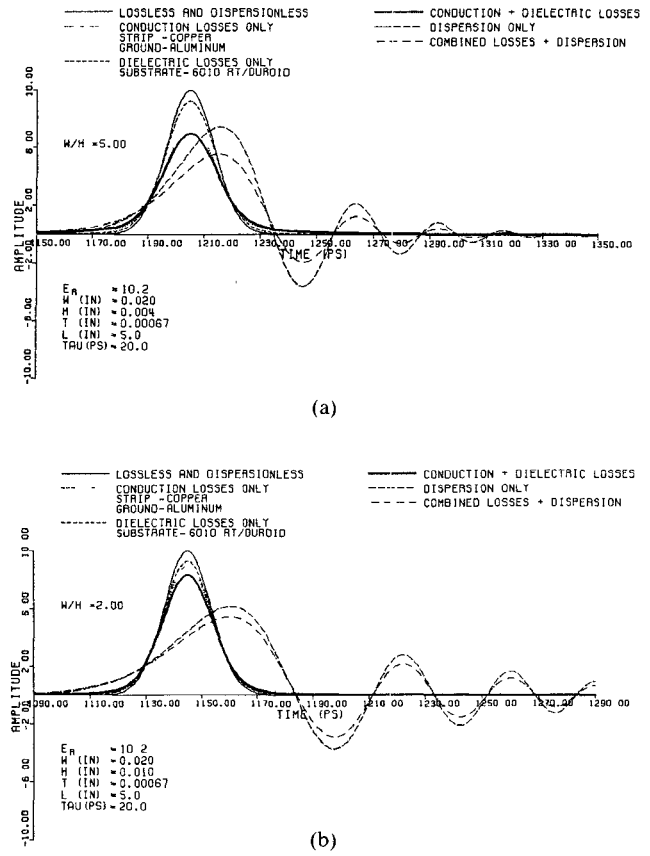 LOSSLESS AND DISPERSIONLESS
CONDUCTION LOSSES ONLY
STRIP -COPPER
GROUND-ALUMINUM
DIELECTRIC LOSSES ONLY
SUBSTRATE-6010 RT/DUROID
CONDUCTION + DIELECTRIC LOSSES
DISPERSION ONLY
COMBINED LOSSES + DISPERSION
10.00
6.00
2.00
-2.00
-6.00
-10.00
AMPLITUDE
W/H =5.00
1150.00 1170.00 1190.00 1210.00 1230.00 1250.00 1270.00 1290.00 1310.00 1330.00 1350.00
TIME (PS)
ER = 10.2
W (IN) = 0.020
H (IN) = 0.004
T (IN) = 0.00067
L (IN) = 5.0
TAU(PS) = 20.0
(a)
LOSSLESS AND DISPERSIONLESS
CONDUCTION LOSSES ONLY
STRIP -COPPER
GROUND-ALUMINUM
DIELECTRIC LOSSES ONLY
SUBSTRATE-6010 RT/DUROID
CONDUCTION + DIELECTRIC LOSSES
DISPERSION ONLY
COMBINED LOSSES + DISPERSION
10.00
6.00
2.00
-2.00
-6.00
-10.00
AMPLITUDE
W/H =2.00
1090.00 1110.00 1130.00 1150.00 1170.00 1190.00 1210 00 1230 00 1250 00 1270.00 1290 00
TIME (PS)
ER = 10 2
W (IN) = 0.020
H (IN) = 0.010
T (IN) = 0.00067
L (IN) = 5.0
TAU(PS) = 20.0
(b)